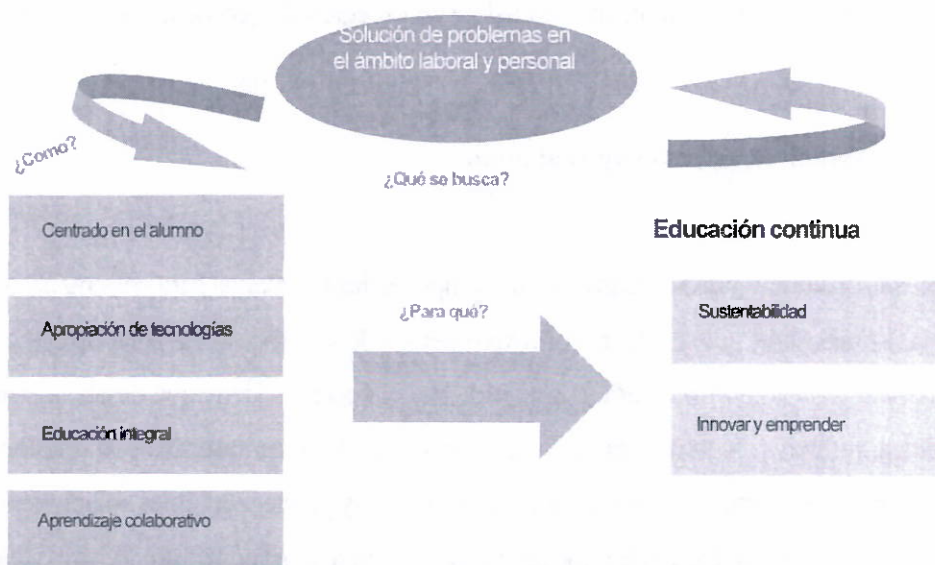 Solución de problemas en
el ámbito laboral y personal
¿Como?
¿Qué se busca?
Centrado en el alumno
Apropiación de tecnologías
Educación integral
Aprendizaje colaborativo
¿Para qué?
Educación continua
Sustentabilidad
Innovar y emprender